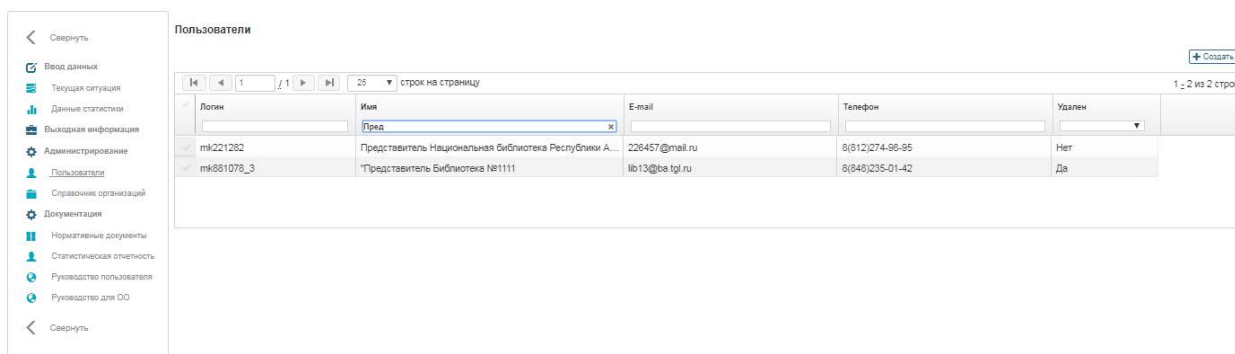 Свернуть
Ввод данных
Текущая ситуация
Данные статистики
Выходная информация
Администрирование
Пользователи
Справочник организаций
Документация
Нормативные документы
Статистическая отчетность
Руководство пользователя
Руководство для ОО
Свернуть
Пользователи
+ Создать
1 / 1 25 строк на страницу 1 - 2 из 2 строк
Логин Имя E-mail Телефон Удален
Пред
mk221282 Представитель Национальная библиотека Республики А... 226457@mail.ru 8(812)274-98-95 Нет
mk881078_3 "Представитель Библиотека №1111 lib13@ba.tgl.ru 8(848)235-01-42 Да